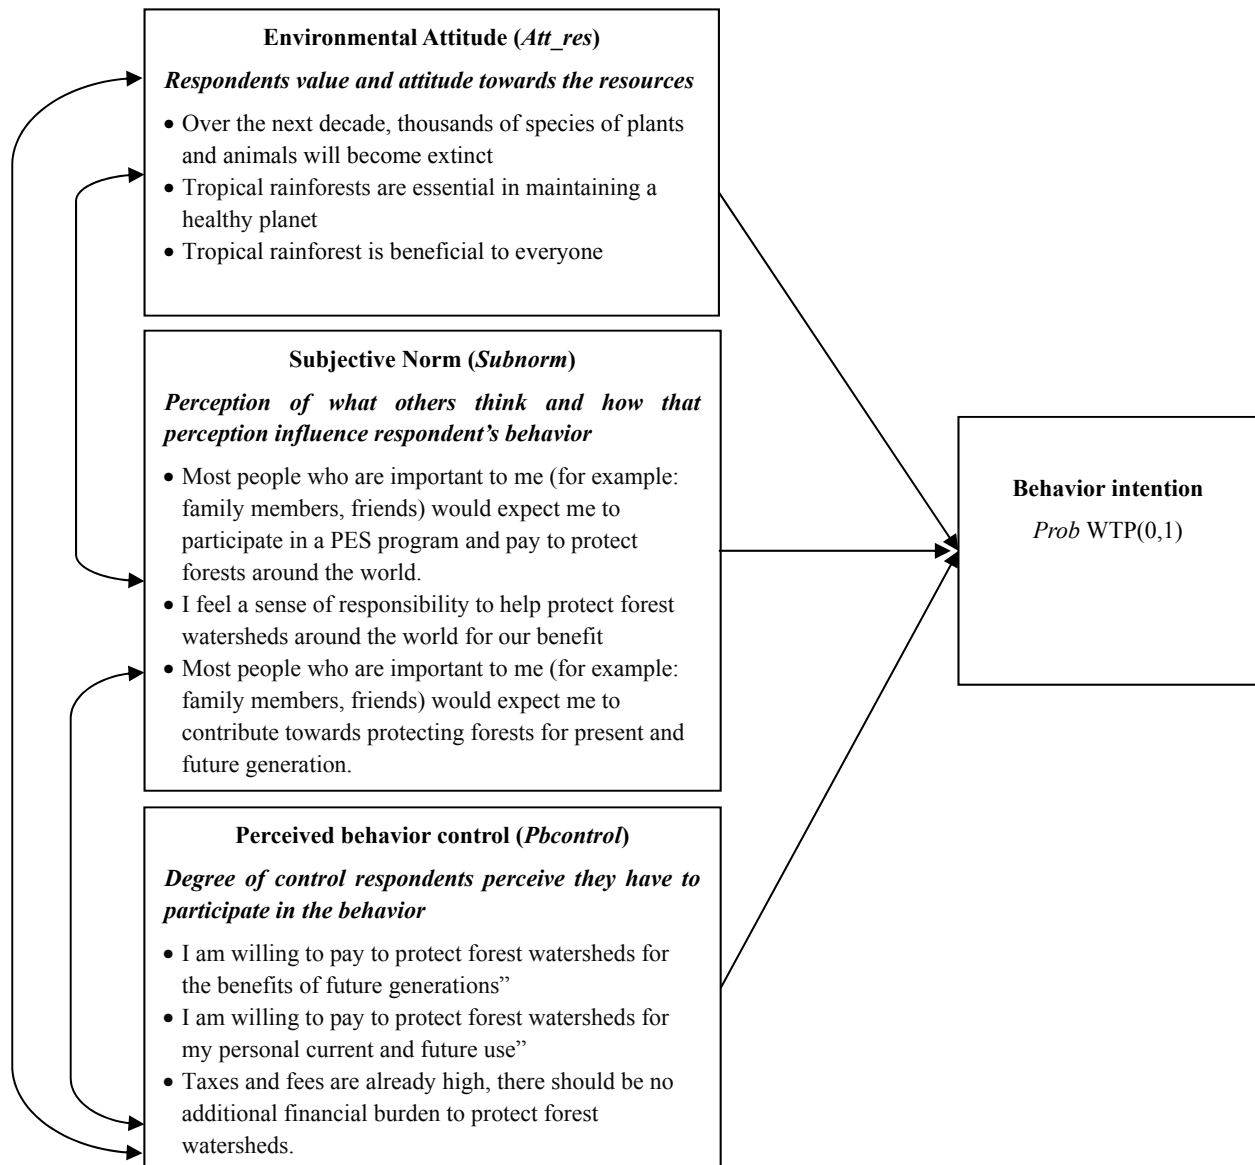 Environmental Attitude (Att_res)
Respondents value and attitude towards the resources
• Over the next decade, thousands of species of plants
and animals will become extinct
• Tropical rainforests are essential in maintaining a
healthy planet
• Tropical rainforest is beneficial to everyone
Subjective Norm (Subnorm)
Perception of what others think and how that
perception influence respondent’s behavior
• Most people who are important to me (for example:
family members, friends) would expect me to
participate in a PES program and pay to protect
forests around the world.
• I feel a sense of responsibility to help protect forest
watersheds around the world for our benefit
• Most people who are important to me (for example:
family members, friends) would expect me to
contribute towards protecting forests for present and
future generation.
Perceived behavior control (Pbcontrol)
Degree of control respondents perceive they have to
participate in the behavior
• I am willing to pay to protect forest watersheds for
the benefits of future generations”
• I am willing to pay to protect forest watersheds for
my personal current and future use”
• Taxes and fees are already high, there should be no
additional financial burden to protect forest
watersheds.
Behavior intention
Prob WTP(0,1)